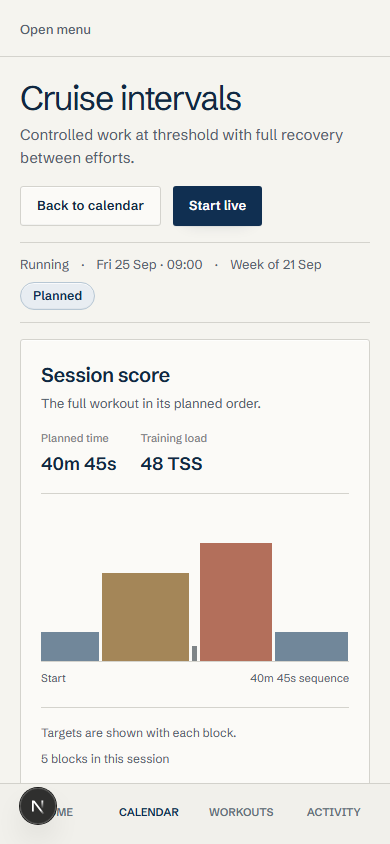 Open menu
Cruise intervals
Controlled work at threshold with full recovery
between efforts.
Back to calendar
Start live
Running · Fri 25 Sep · 09:00 · Week of 21 Sep
Planned
Session score
The full workout in its planned order.
Planned time
Training load
40m 45s
48 TSS
Start
40m 45s sequence
Targets are shown with each block.
5 blocks in this session
N
ME
CALENDAR
WORKOUTS
ACTIVITY